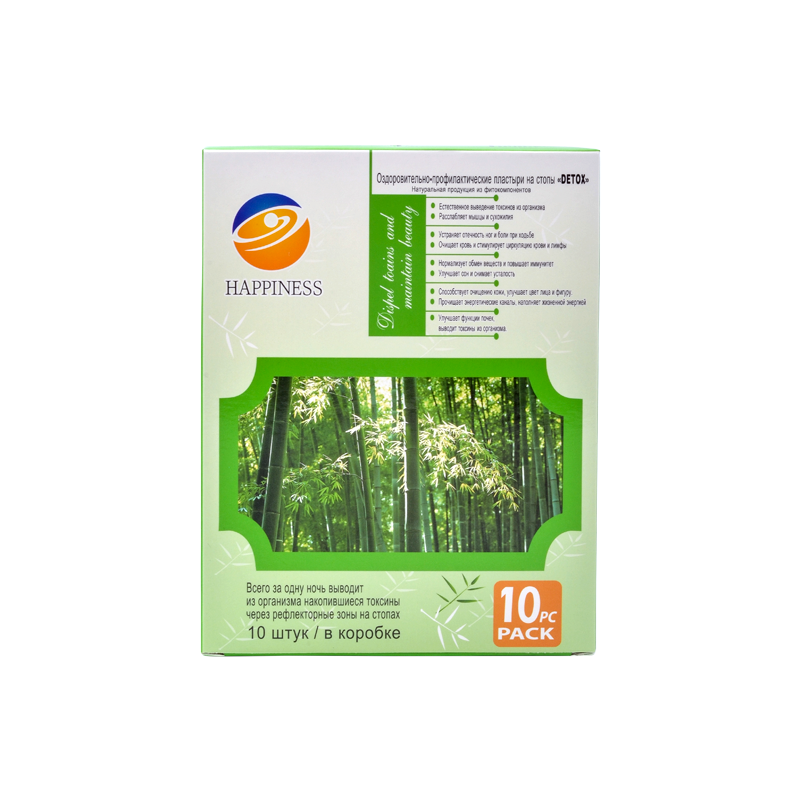 Оздоровительно-профилактические пластыри на стопы «DETOX»
Натуральная продукция из фитокомпонентов
HAPPINESS
Dispel toains and
maintain beauty
Естественное выведение токсинов из организма
Расслабляет мышцы и сухожилия
Устраняет отечность ног и боли при ходьбе
Очищает кровь и стимулирует циркуляцию крови и лимфы
Нормализует обмен веществ и повышает иммунитет
Улучшает сон и снимает усталость
Способствует очищению кожи, улучшает цвет лица и фигуру
Прочищает энергетические каналы, наполняет жизненной энергией
Улучшает функции почек,
выводит токсины из организма
Всего за одну ночь выводит
из организма накопившиеся токсины
через рефлекторные зоны на стопах
10 штук / в коробке
10 PC
PACK